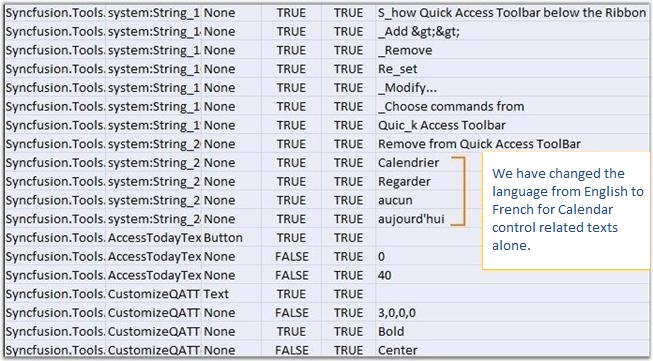 Syncfusion.Tools. system:String_1 None TRUE TRUE S_how Quick Access Toolbar below the Ribbon
Syncfusion.Tools. system:String_1 None TRUE TRUE _Add &gt;&gt;
Syncfusion.Tools. system:String_1 None TRUE TRUE _Remove
Syncfusion.Tools. system:String_1 None TRUE TRUE Re_set
Syncfusion.Tools. system:String_1 None TRUE TRUE _Modify...
Syncfusion.Tools. system:String_1 None TRUE TRUE _Choose commands from
Syncfusion.Tools. system:String_1 None TRUE TRUE Quic_k Access Toolbar
Syncfusion.Tools. system:String_2 None TRUE TRUE Remove from Quick Access ToolBar
Syncfusion.Tools. system:String_2 None TRUE TRUE Calendrier
Syncfusion.Tools. system:String_2 None TRUE TRUE Regarder
Syncfusion.Tools. system:String_2 None TRUE TRUE aucun
Syncfusion.Tools. system:String_2 None TRUE TRUE aujourd'hui
We have changed the
language from English to
French for Calendar
control related texts
alone.
Syncfusion.Tools. AccessTodayTex Button TRUE TRUE
Syncfusion.Tools. AccessTodayTex None FALSE TRUE 0
Syncfusion.Tools. AccessTodayTex None FALSE TRUE 40
Syncfusion.Tools. CustomizeQATT Text TRUE TRUE
Syncfusion.Tools. CustomizeQATT None FALSE TRUE 3,0,0,0
Syncfusion.Tools. CustomizeQATT None TRUE TRUE Bold
Syncfusion.Tools. CustomizeQATT None FALSE TRUE Center